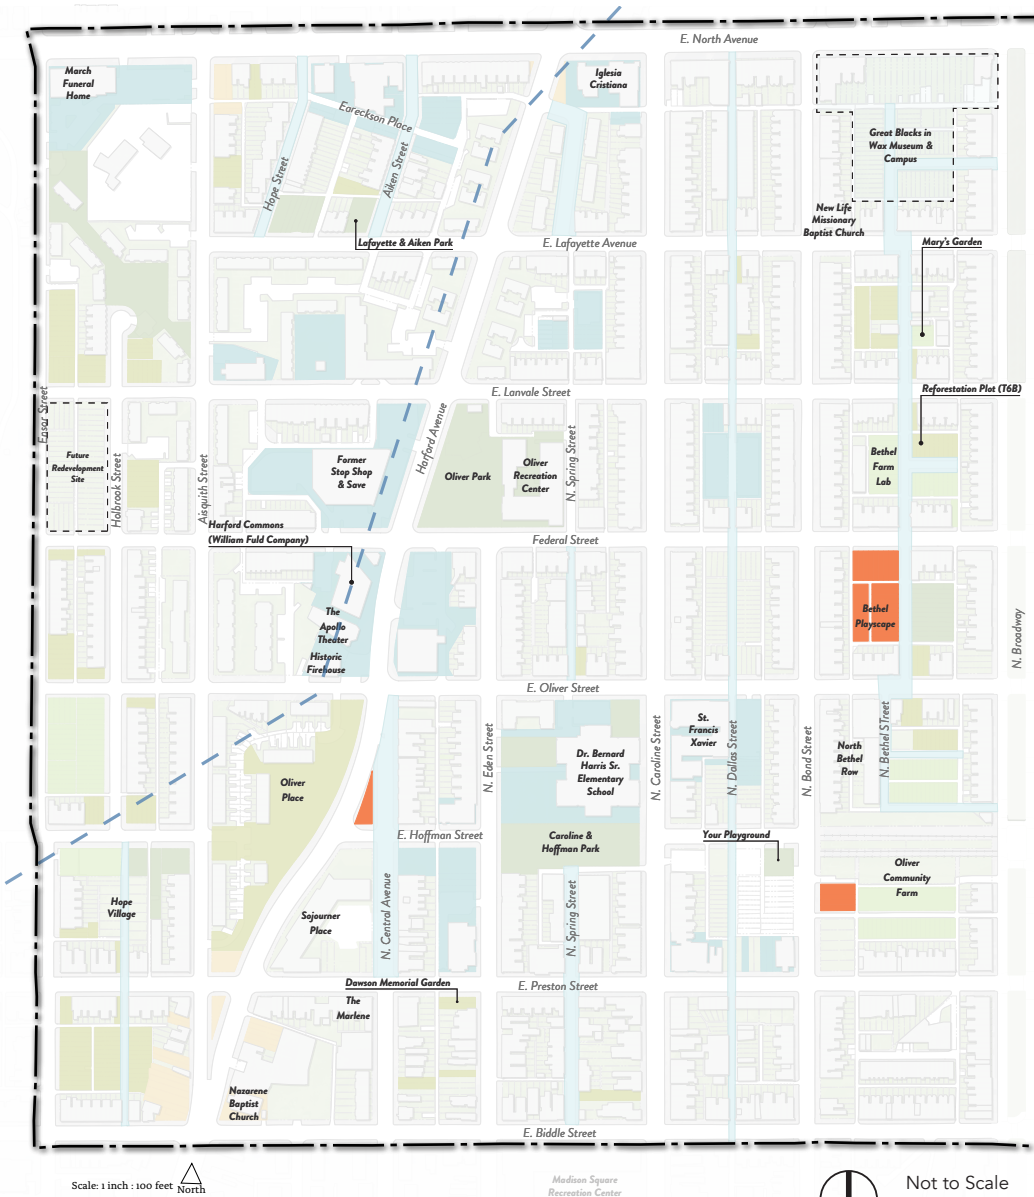 E. North Avenue
March
Funeral
Home
Iglesia
Cristiana
Eareckson Place
Hope Street
Aiken Street
Great Blacks in
Wax Museum &
Campus
New Life
Missionary
Baptist Church
Lafayette & Aiken Park
E. Lafayette Avenue
Mary's Garden
E. Lanvale Street
Reforestation Plot (T6B)
Ensor Street
Harford Avenue
Future
Redevelopment
Site
Holbrook Street
Aisquith Street
Former
Stop Shop
& Save
Oliver Park
Oliver
Recreation
Center
N. Spring Street
Bethel
Farm
Lab
Harford Commons
(William Fuld Company)
Federal Street
The
Apollo
Theater
Historic
Firehouse
Bethel
Playscape
N. Broadway
E. Oliver Street
N. Eden Street
N. Caroline Street
St.
Francis
Xavier
N. Dallas Street
N. Bond Street
North
Bethel
Row
N. Bethel STreet
Dr. Bernard
Harris Sr.
Elementary
School
Oliver
Place
E. Hoffman Street
Caroline &
Hoffman Park
Your Playground
Oliver
Community
Farm
Hope
Village
Sojourner
Place
N. Central Avenue
N. Spring Street
Dawson Memorial Garden
E. Preston Street
The
Marlene
Nazarene
Baptist
Church
E. Biddle Street
Scale: 1 inch : 100 feet
North
Madison Square
Recreation Center
Not to Scale